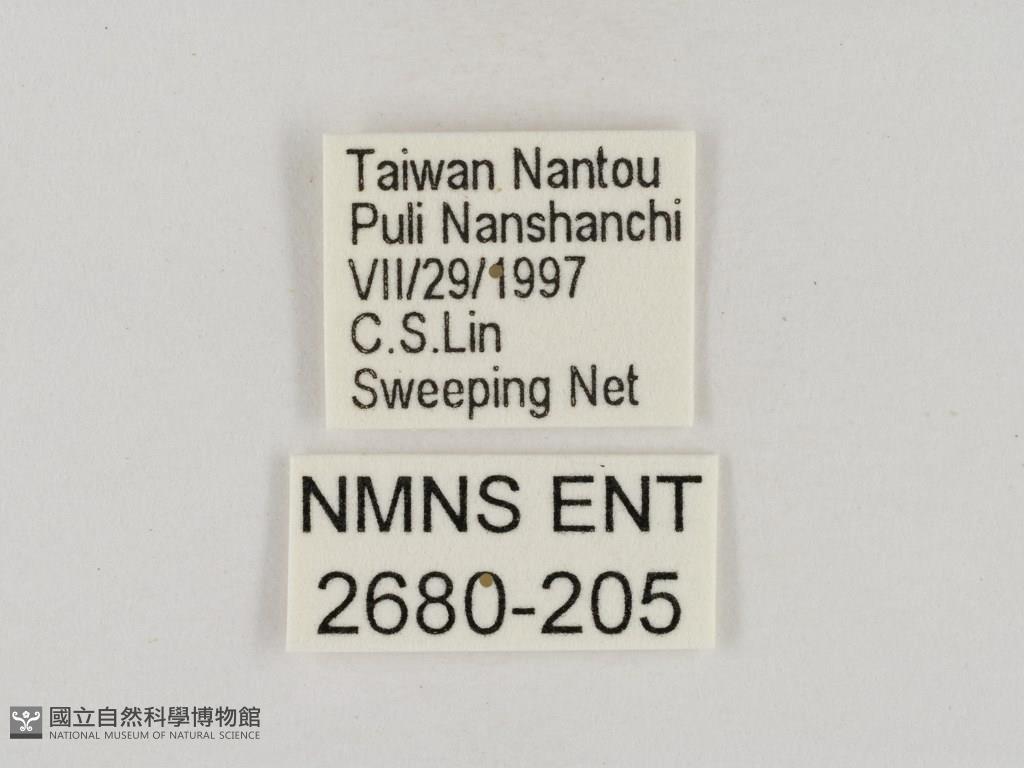 Taiwan Nantou
Puli Nanshanchi
VII/29/1997
C.S.Lin
Sweeping Net
NMNS ENT
2680-205
國立自然科學博物館
NATIONAL MUSEUM OF NATURAL SCIENCE